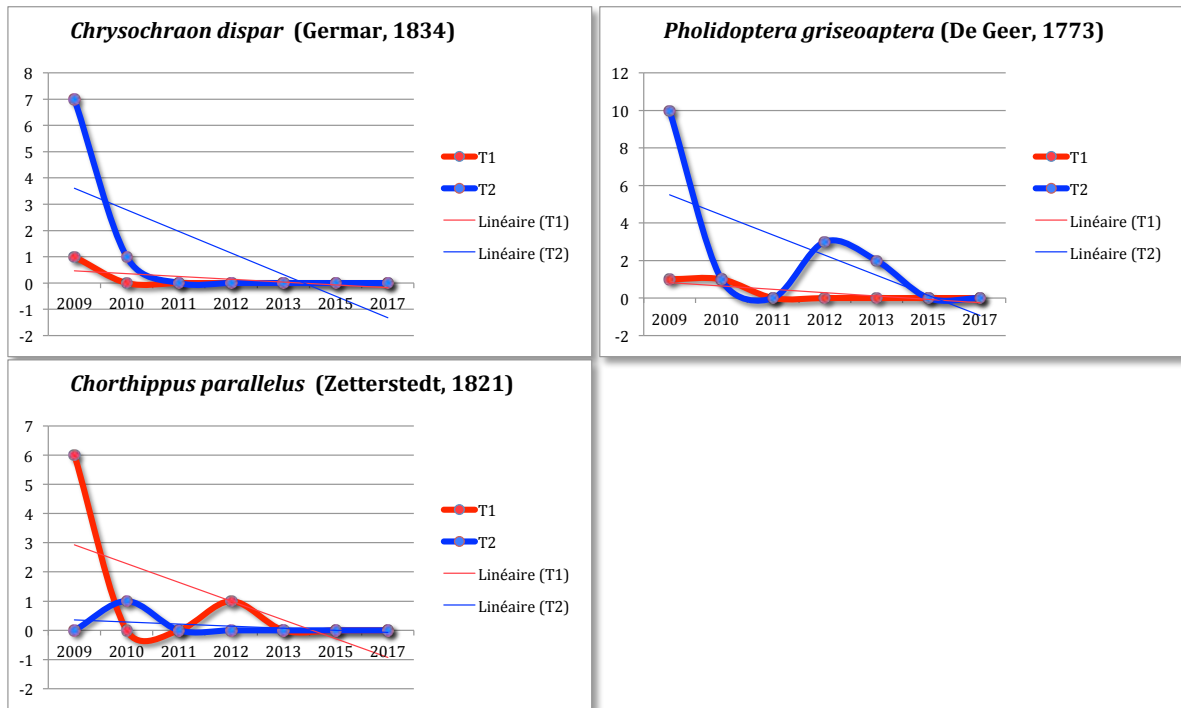 Chrysochraon dispar (Germar, 1834)
8
7
6
5
4
3
2
1
0
-1
-2
2009 2010 2011 2012 2013 2015 2017
T1
T2
Linéaire (T1)
Linéaire (T2)
Pholidoptera griseoaptera (De Geer, 1773)
12
10
8
6
4
2
0
-2
2009 2010 2011 2012 2013 2015 2017
T1
T2
Linéaire (T1)
Linéaire (T2)
Chorthippus parallelus (Zetterstedt, 1821)
7
6
5
4
3
2
1
0
-1
-2
2009 2010 2011 2012 2013 2015 2017
T1
T2
Linéaire (T1)
Linéaire (T2)